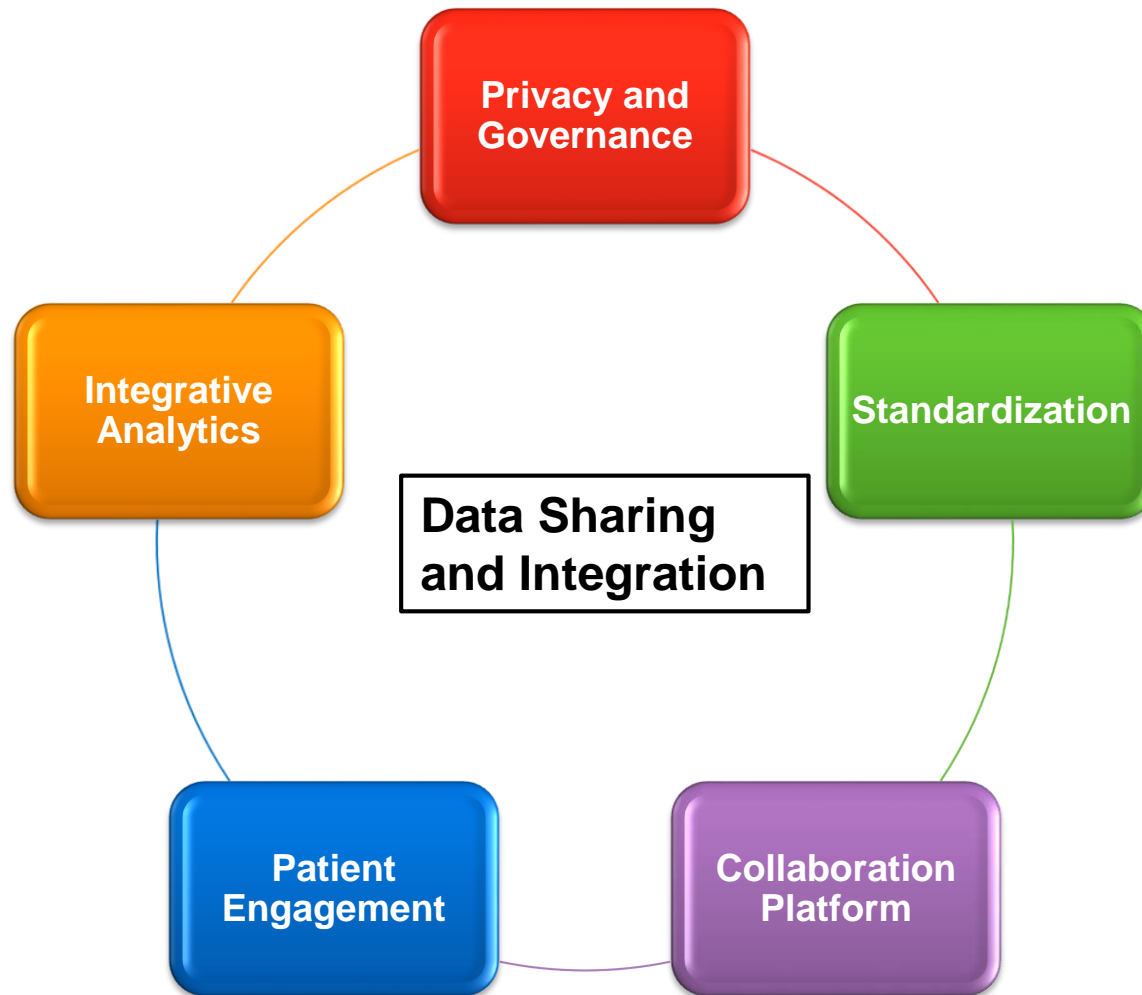 Privacy and
Governance
Integrative
Analytics
Standardization
Data Sharing
and Integration
Patient
Engagement
Collaboration
Platform